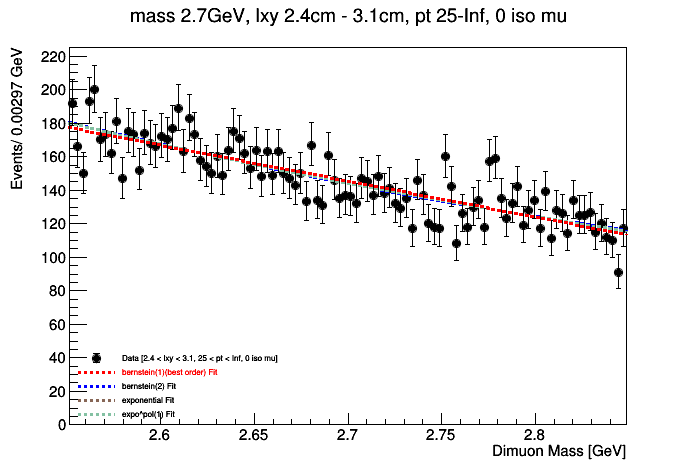 mass 2.7GeV, lxy 2.4cm - 3.1cm, pt 25-Inf, 0 iso mu
Events/ 0.00297 GeV
220
200
180
160
140
120
100
80
60
40
20
0
Data [2.4 < lxy < 3.1, 25 < pt < Inf, 0 iso mu]
bernstein(1)(best order) Fit
bernstein(2) Fit
exponential Fit
expo*pol(1) Fit
2.6 2.65 2.7 2.75 2.8
Dimuon Mass [GeV]